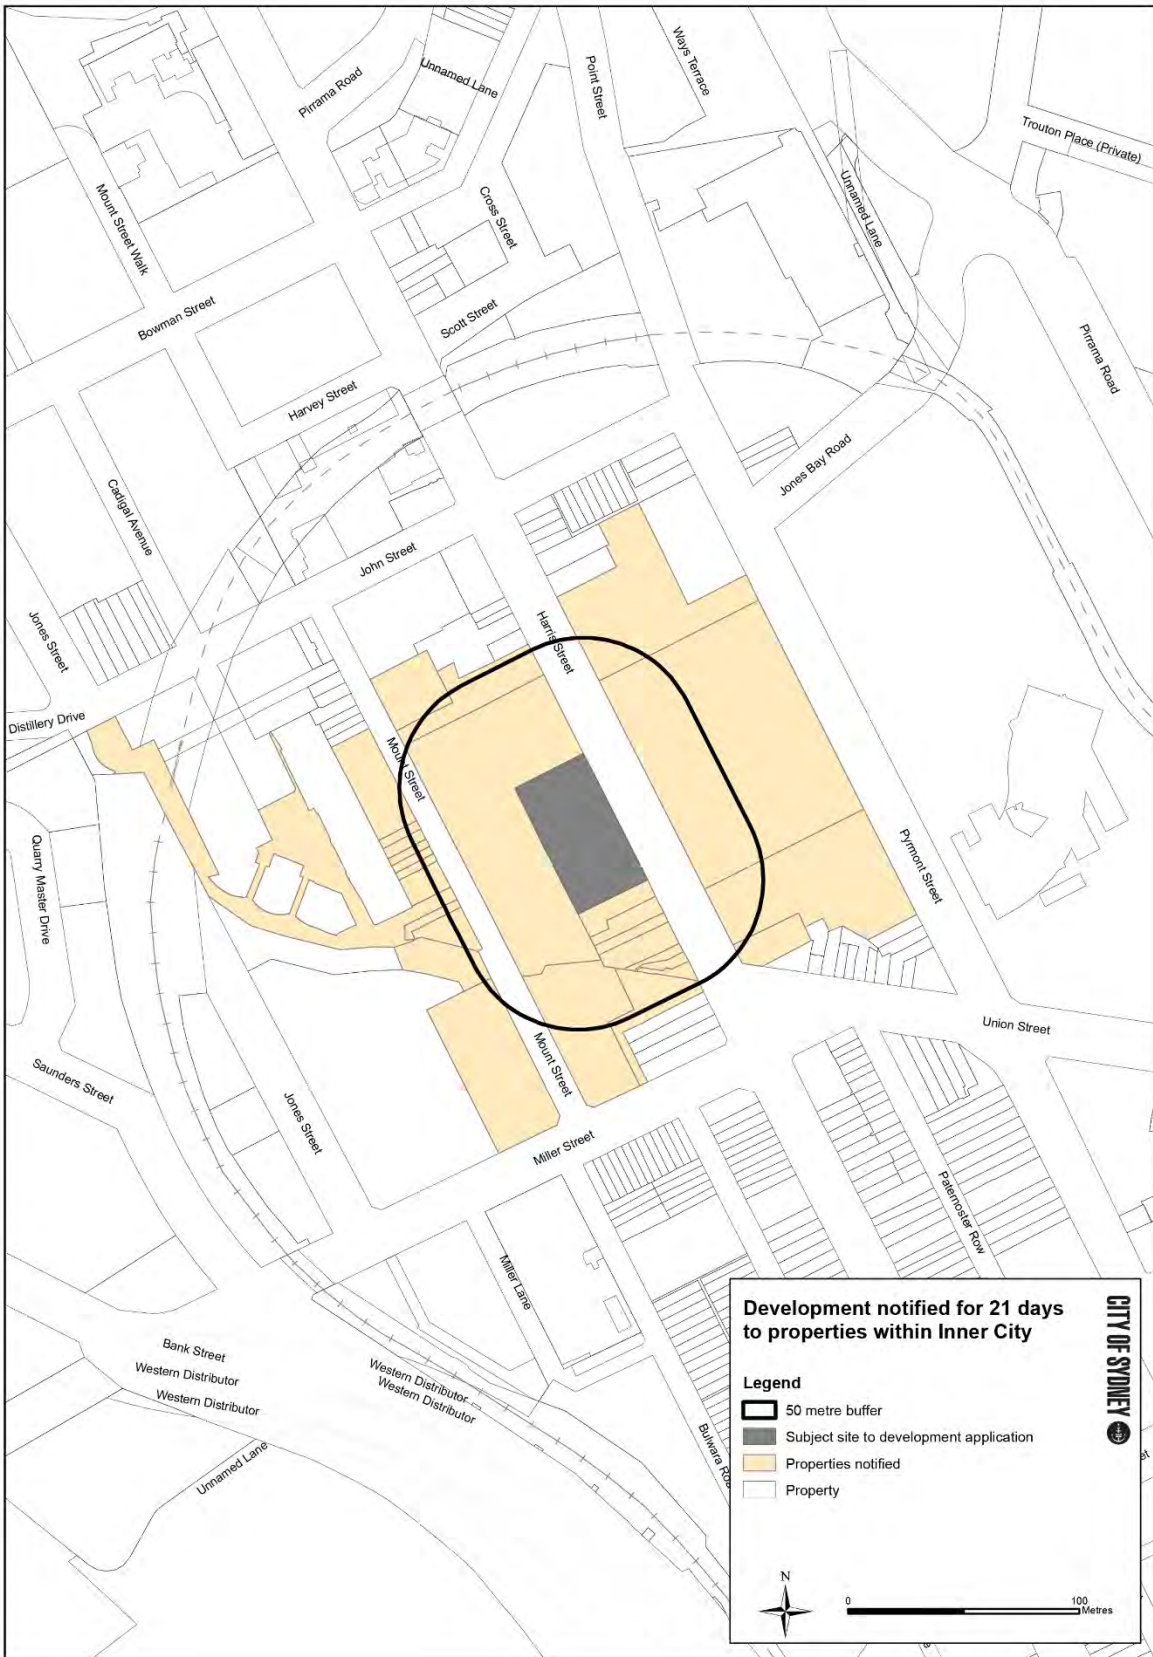 Ways Terrace
Unnamed Lane
Pirrama Road
Point Street
Trouton Place (Private)
Unnamed Lane
Mount Street Walk
Cross Street
Bowman Street
Scott Street
Pirrama Road
Harvey Street
Jones Bay Road
Cadigal Avenue
John Street
Jones Street
Harris Street
Distillery Drive
Mount Street
Quarry Master Drive
Pyrmont Street
Union Street
Saunders Street
Mount Street
Jones Street
Miller Street
Paternoster Row
Miller Lane
Bank Street
Western Distributor
Western Distributor
Western Distributor
Western Distributor
Unnamed Lane
Bulwara Roa
Development notified for 21 days
to properties within Inner City
CITY OF SYDNEY
Legend
50 metre buffer
Subject site to development application
Properties notified
Property
N
0
100
Metres